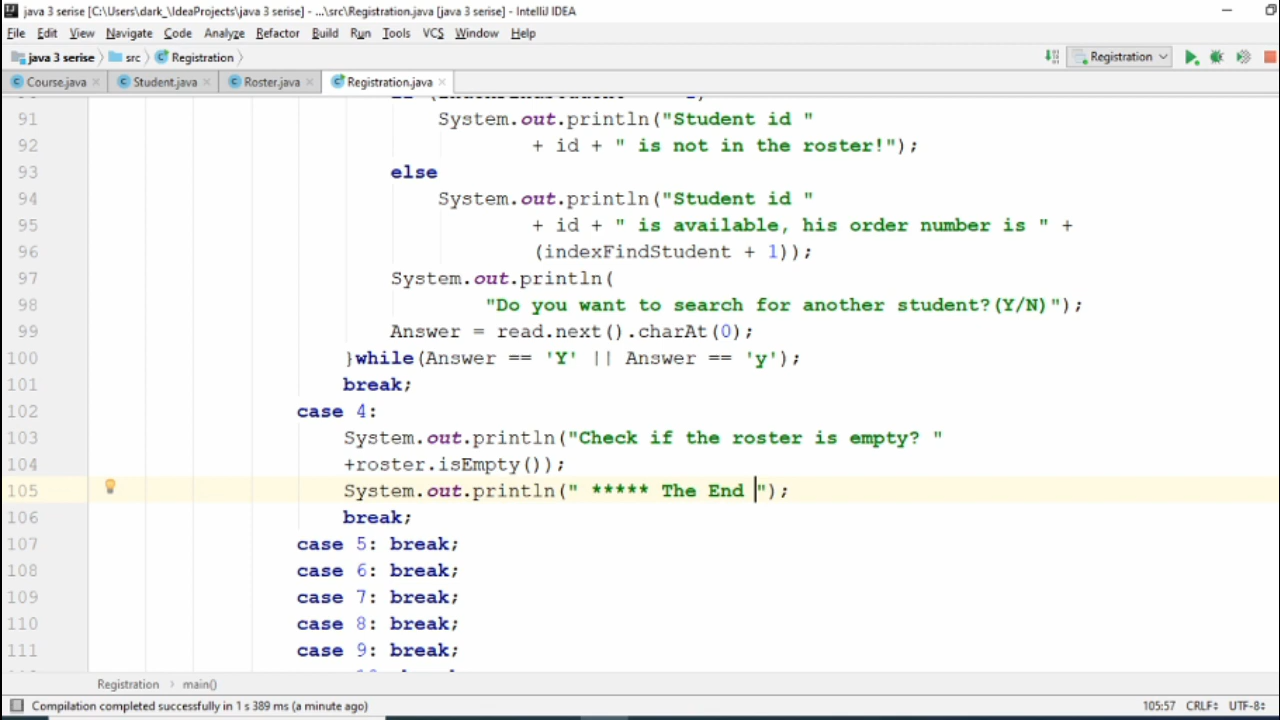 java 3 serise [C:\Users\dark_\IdeaProjects\java 3 serise] - ...\src\Registration.java [java 3 serise] - IntelliJ IDEA
File Edit View Navigate Code Analyze Refactor Build Run Tools VCS Window Help
java 3 serise src Registration Registration
Course.java Student.java Roster.java Registration.java
91 System.out.println("Student id "
92 + id + " is not in the roster!");
93 else
94 System.out.println("Student id "
95 + id + " is available, his order number is " +
96 (indexFindStudent + 1));
97 System.out.println(
98 "Do you want to search for another student?(Y/N)");
99 Answer = read.next().charAt(0);
100 }while(Answer == 'Y' || Answer == 'y');
101 break;
102 case 4:
103 System.out.println("Check if the roster is empty? "
104 +roster.isEmpty());
105 System.out.println(" ***** The End ");
106 break;
107 case 5: break;
108 case 6: break;
109 case 7: break;
110 case 8: break;
111 case 9: break;
Registration main()
Compilation completed successfully in 1 s 389 ms (a minute ago) 105:57 CRLF UTF-8